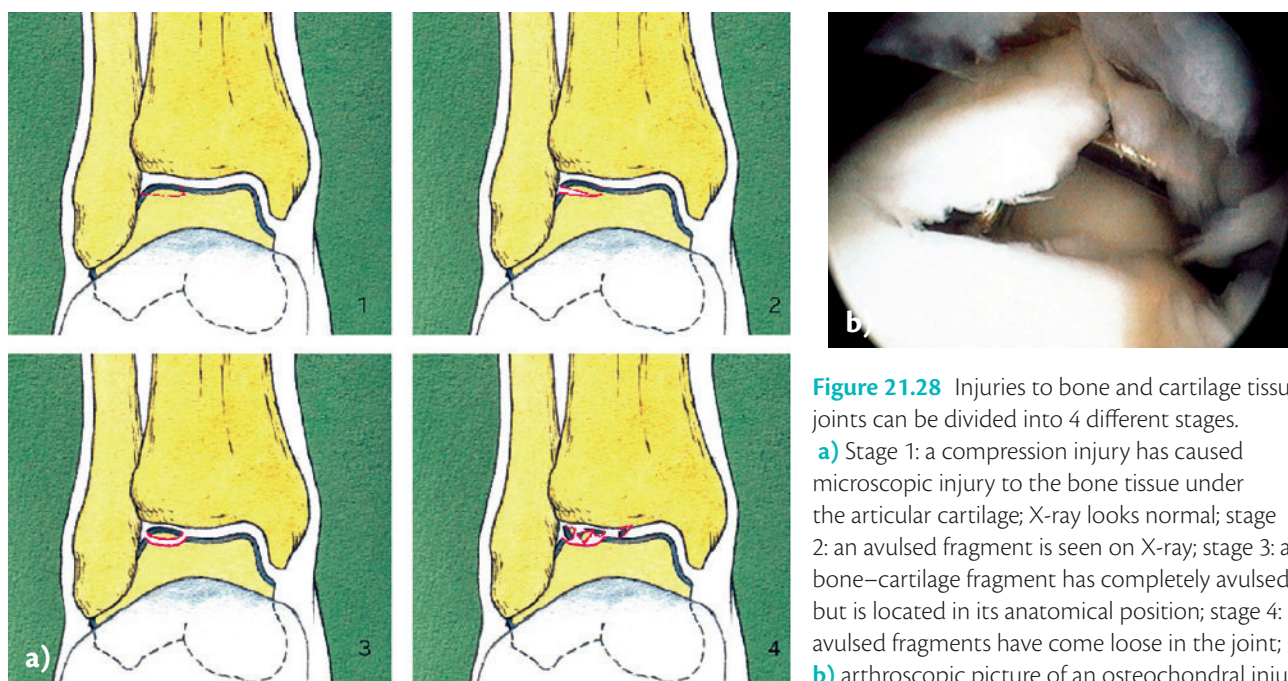 1
2
3
4
a)
b)
Figure 21.28 Injuries to bone and cartilage
joints can be divided into 4 different stages.
a) Stage 1: a compression injury has caused
microscopic injury to the bone tissue under
the articular cartilage; X-ray looks normal; stage
2: an avulsed fragment is seen on X-ray; stage 3: a
bone–cartilage fragment has completely avulsed
but is located in its anatomical position; stage 4:
avulsed fragments have come loose in the joint;
b) arthroscopic picture of an osteochondral